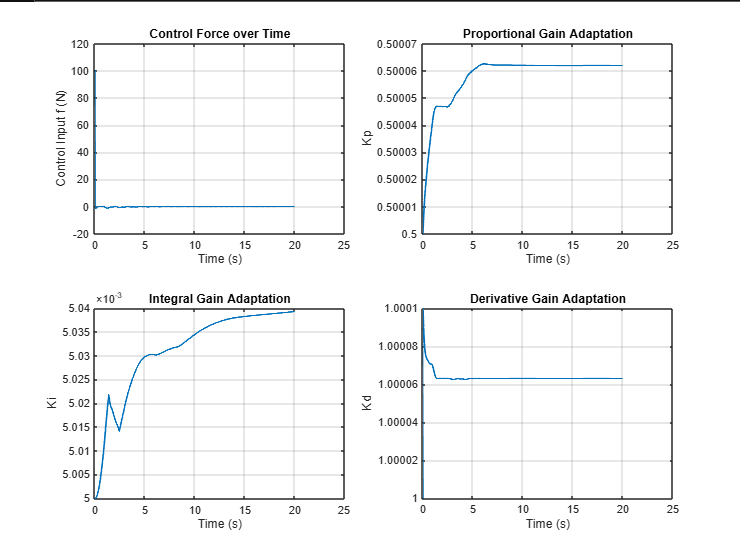 Control Force over Time
120
100
80
60
40
20
0
-20
Control Input f (N)
0 5 10 15 20 25
Time (s)
Proportional Gain Adaptation
0.50007
0.50006
0.50005
0.50004
0.50003
0.50002
0.50001
0.5
Kp
0 5 10 15 20 25
Time (s)
×10⁻³
Integral Gain Adaptation
5.04
5.035
5.03
5.025
5.02
5.015
5.01
5.005
5
Ki
0 5 10 15 20 25
Time (s)
Derivative Gain Adaptation
1.0001
1.00008
1.00006
1.00004
1.00002
1
Kd
0 5 10 15 20 25
Time (s)